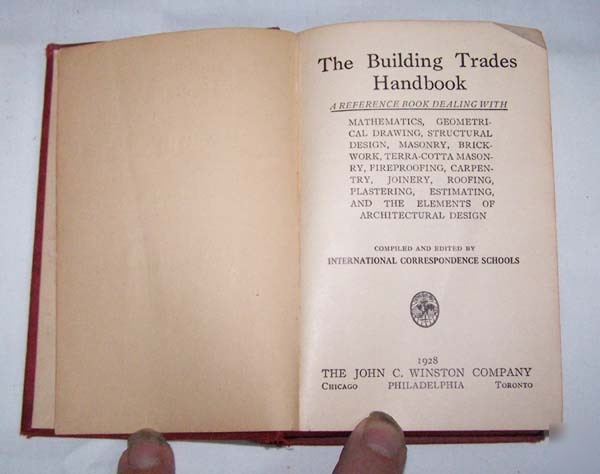 The Building Trades
Handbook
A REFERENCE BOOK DEALING WITH
MATHEMATICS, GEOMETRI-
CAL DRAWING, STRUCTURAL
DESIGN, MASONRY, BRICK-
WORK, TERRA-COTTA MASON-
RY, FIREPROOFING, CARPEN-
TRY, JOINERY, ROOFING,
PLASTERING, ESTIMATING,
AND THE ELEMENTS OF
ARCHITECTURAL DESIGN
COMPILED AND EDITED BY
INTERNATIONAL CORRESPONDENCE SCHOOLS
1928
THE JOHN C. WINSTON COMPANY
CHICAGO PHILADELPHIA TORONTO